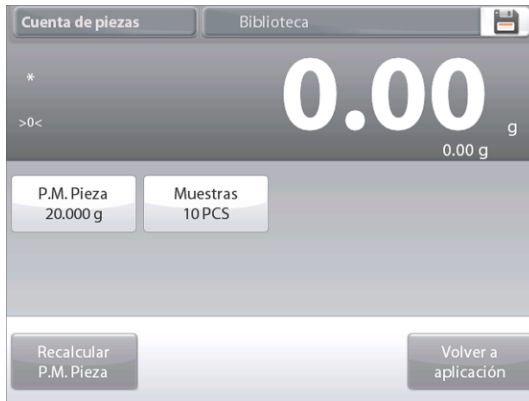 Cuenta de piezas
Biblioteca
*
0.00
>0<
g
0.00 g
P.M. Pieza
20.000 g
Muestras
10 PCS
Recalcular
P.M. Pieza
Volver a
aplicación